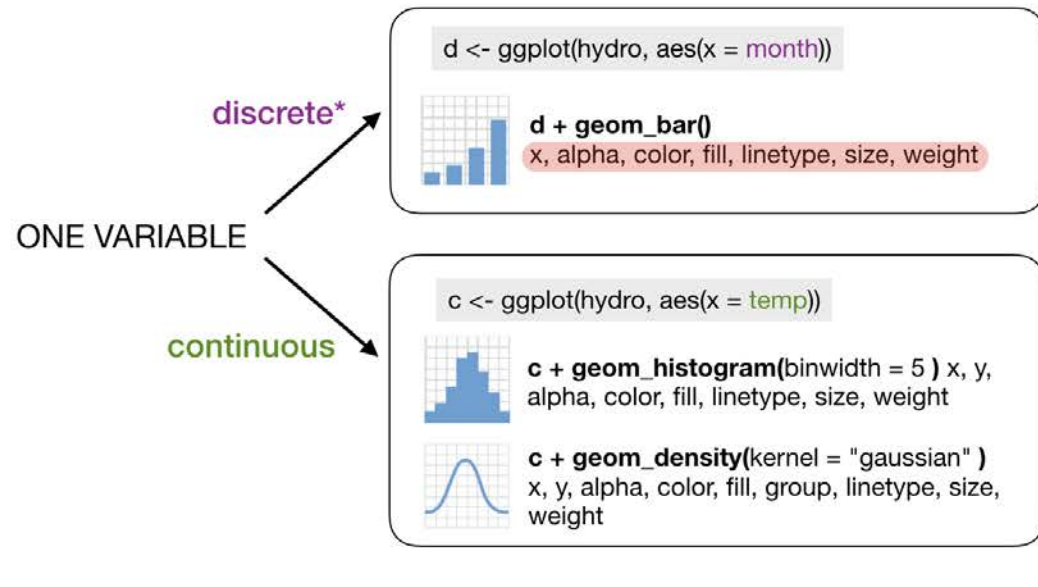 d <- ggplot(hydro, aes(x = month))
discrete*
d + geom_bar()
x, alpha, color, fill, linetype, size, weight
ONE VARIABLE
c <- ggplot(hydro, aes(x = temp))
continuous
c + geom_histogram(binwidth = 5 ) x, y,
alpha, color, fill, linetype, size, weight
c + geom_density(kernel = "gaussian" )
x, y, alpha, color, fill, group, linetype, size,
weight